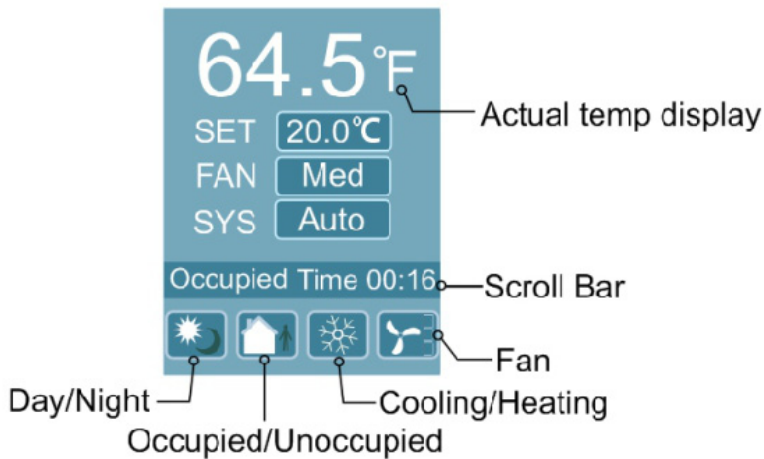 64.5°F
Actual temp display
SET 20.0℃
FAN Med
SYS Auto
Occupied Time 00:16
Scroll Bar
Fan
Day/Night
Cooling/Heating
Occupied/Unoccupied